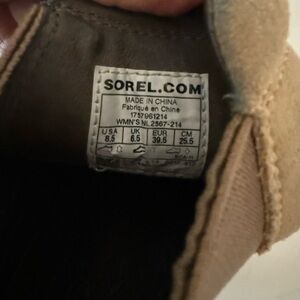 SOREL.COM
MADE IN CHINA
Fabriqué en Chine
1757961214
WMN'S NL 2567-214
USA UK EUR CM
8.5 6.5 39.5 25.5